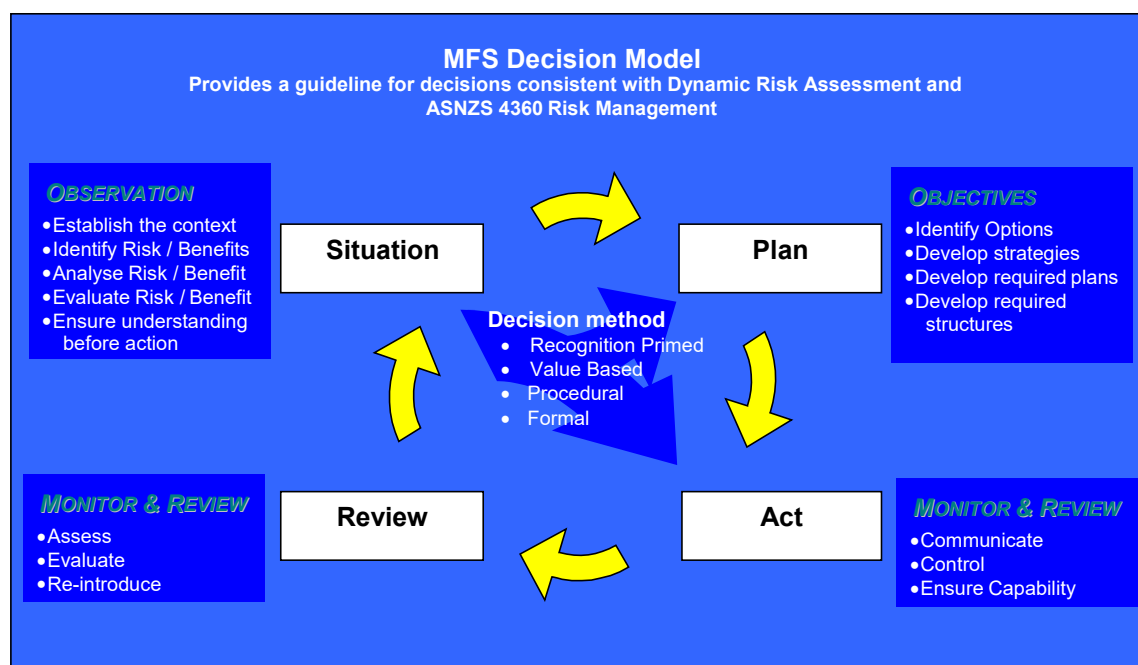 MFS Decision Model
Provides a guideline for decisions consistent with Dynamic Risk Assessment and
ASNZS 4360 Risk Management
OBSERVATION
•Establish the context
•Identify Risk / Benefits
•Analyse Risk / Benefit
•Evaluate Risk / Benefit
•Ensure understanding
before action
Situation
Plan
OBJECTIVES
•Identify Options
•Develop strategies
•Develop required plans
•Develop required
structures
Decision method
• Recognition Primed
• Value Based
• Procedural
• Formal
MONITOR & REVIEW
•Assess
•Evaluate
•Re-introduce
Review
Act
MONITOR & REVIEW
•Communicate
•Control
•Ensure Capability